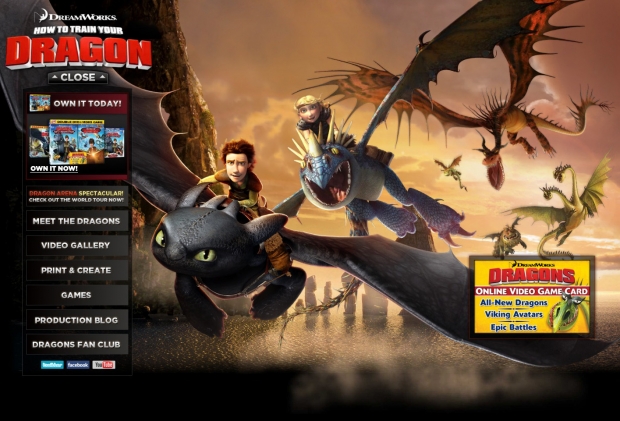 DREAMWORKS
HOW TO TRAIN YOUR
DRAGON
CLOSE
OWN IT TODAY!
OWN IT NOW!
DRAGON ARENA SPECTACULAR!
CHECK OUT THE WORLD TOUR NOW!
MEET THE DRAGONS
VIDEO GALLERY
PRINT & CREATE
GAMES
PRODUCTION BLOG
DRAGONS FAN CLUB
twitter facebook YouTube
DREAMWORKS
DRAGONS
ONLINE VIDEO GAME CARD
All-New Dragons
Viking Avatars
Epic Battles